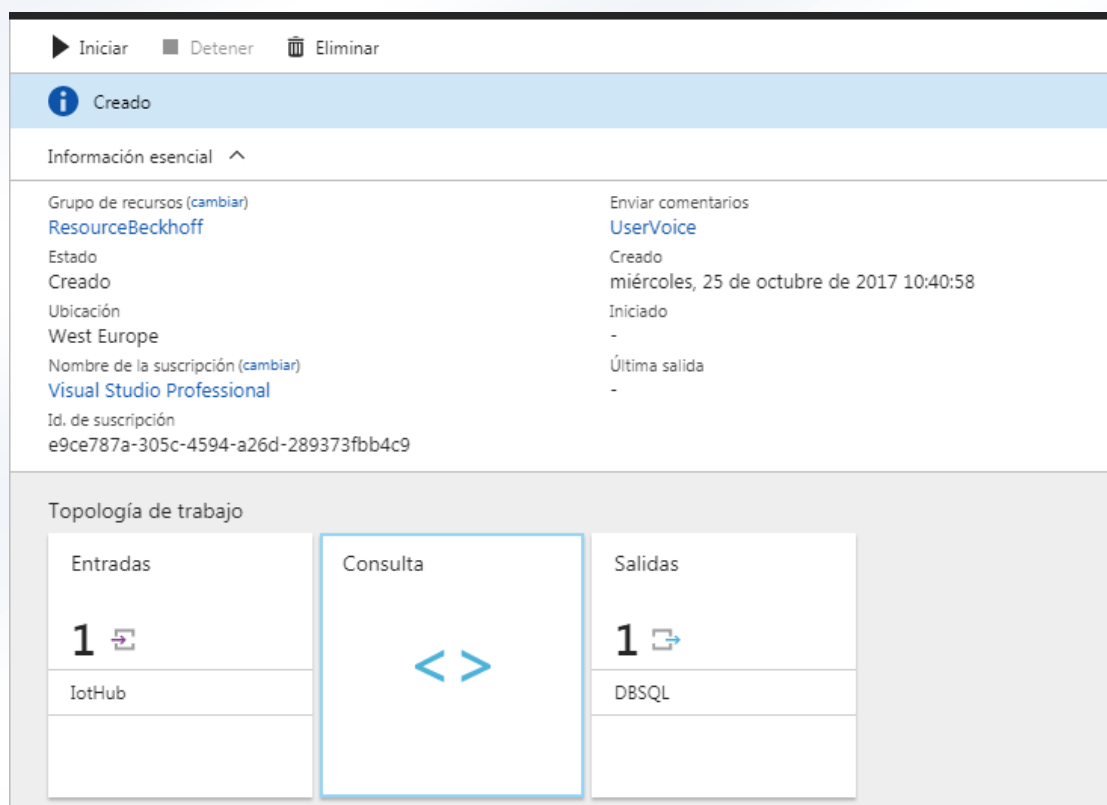 Iniciar Detener Eliminar
Creado
Información esencial
Grupo de recursos (cambiar)
ResourceBeckhoff
Estado
Creado
Ubicación
West Europe
Nombre de la suscripción (cambiar)
Visual Studio Professional
Id. de suscripción
e9ce787a-305c-4594-a26d-289373fbb4c9
Enviar comentarios
UserVoice
Creado
miércoles, 25 de octubre de 2017 10:40:58
Iniciado
-
Última salida
-
Topología de trabajo
Entradas
1
IotHub
Consulta
< >
Salidas
1
DBSQL